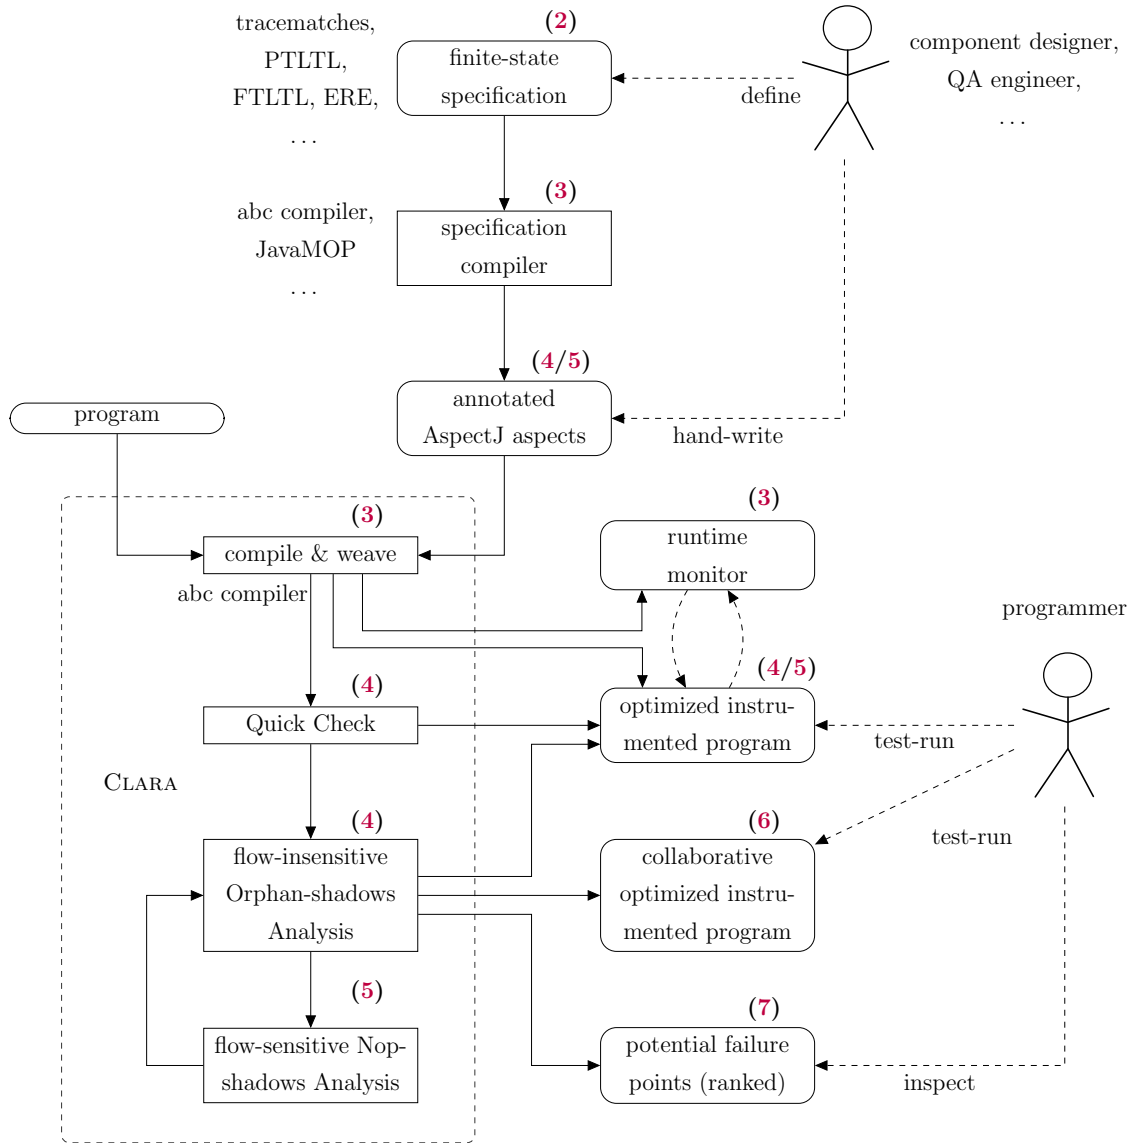 tracematches,
PTLTL,
FTLTL, ERE,
. . .
(2)
finite-state
specification
define
component designer,
QA engineer,
. . .
abc compiler,
JavaMOP
. . .
(3)
specification
compiler
(4/5)
annotated
AspectJ aspects
hand-write
program
(3)
compile & weave
abc compiler
(3)
runtime
monitor
programmer
(4)
Quick Check
(4/5)
optimized instru-
mented program
test-run
CLARA
(4)
flow-insensitive
Orphan-shadows
Analysis
(6)
collaborative
optimized instru-
mented program
test-run
(5)
flow-sensitive Nop-
shadows Analysis
(7)
potential failure
points (ranked)
inspect